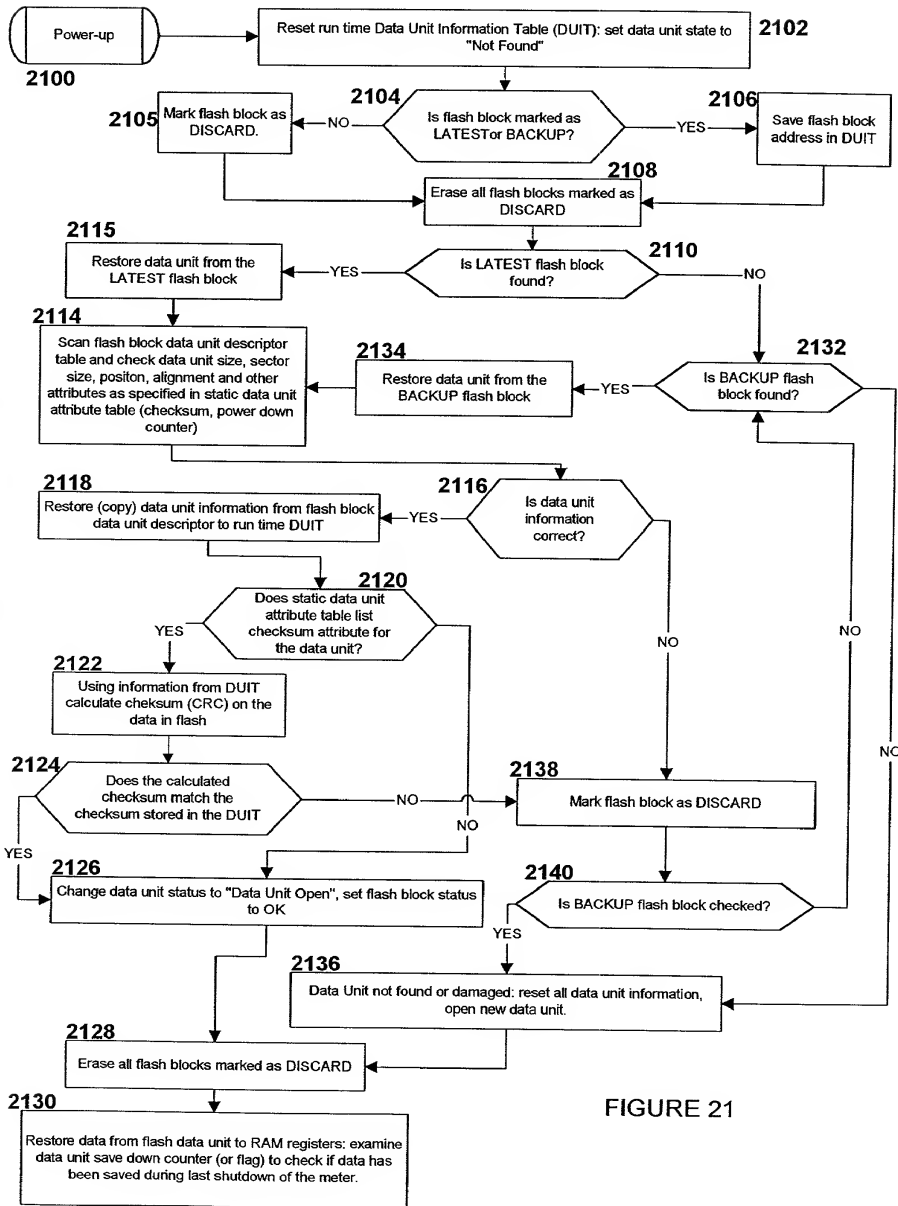 Power-up
2100
Reset run time Data Unit Information Table (DUIT): set data unit state to
"Not Found"
2102
2104
Is flash block marked as
LATESTor BACKUP?
NO
YES
2105
Mark flash block as
DISCARD.
2106
Save flash block
address in DUIT
2108
Erase all flash blocks marked as
DISCARD
2110
Is LATEST flash block
found?
YES
NO
2115
Restore data unit from the
LATEST flash block
2114
Scan flash block data unit descriptor
table and check data unit size, sector
size, positon, alignment and other
attributes as specified in static data unit
attribute table (checksum, power down
counter)
2134
Restore data unit from the
BACKUP flash block
YES
2132
Is BACKUP flash
block found?
NO
2116
Is data unit
information
correct?
YES
NO
2118
Restore (copy) data unit information from flash block
data unit descriptor to run time DUIT
2120
Does static data unit
attribute table list
checksum attribute for
the data unit?
YES
NO
2122
Using information from DUIT
calculate cheksum (CRC) on the
data in flash
2124
Does the calculated
checksum match the
checksum stored in the DUIT
NO
YES
2138
Mark flash block as DISCARD
2126
Change data unit status to "Data Unit Open", set flash block status
to OK
2140
Is BACKUP flash block checked?
YES
NO
2136
Data Unit not found or damaged: reset all data unit information,
open new data unit.
2128
Erase all flash blocks marked as DISCARD
2130
Restore data from flash data unit to RAM registers: examine
data unit save down counter (or flag) to check if data has
been saved during last shutdown of the meter.
FIGURE 21